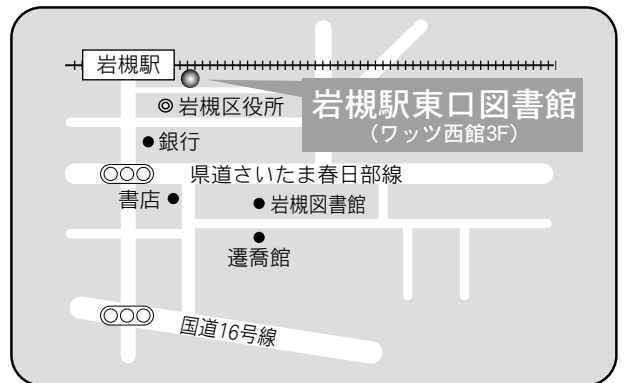 岩槻駅
岩槻駅東口図書館
(ワッツ西館3F)
◎岩槻区役所
●銀行
県道さいたま春日部線
書店●
●岩槻図書館
●
遷喬館
国道16号線